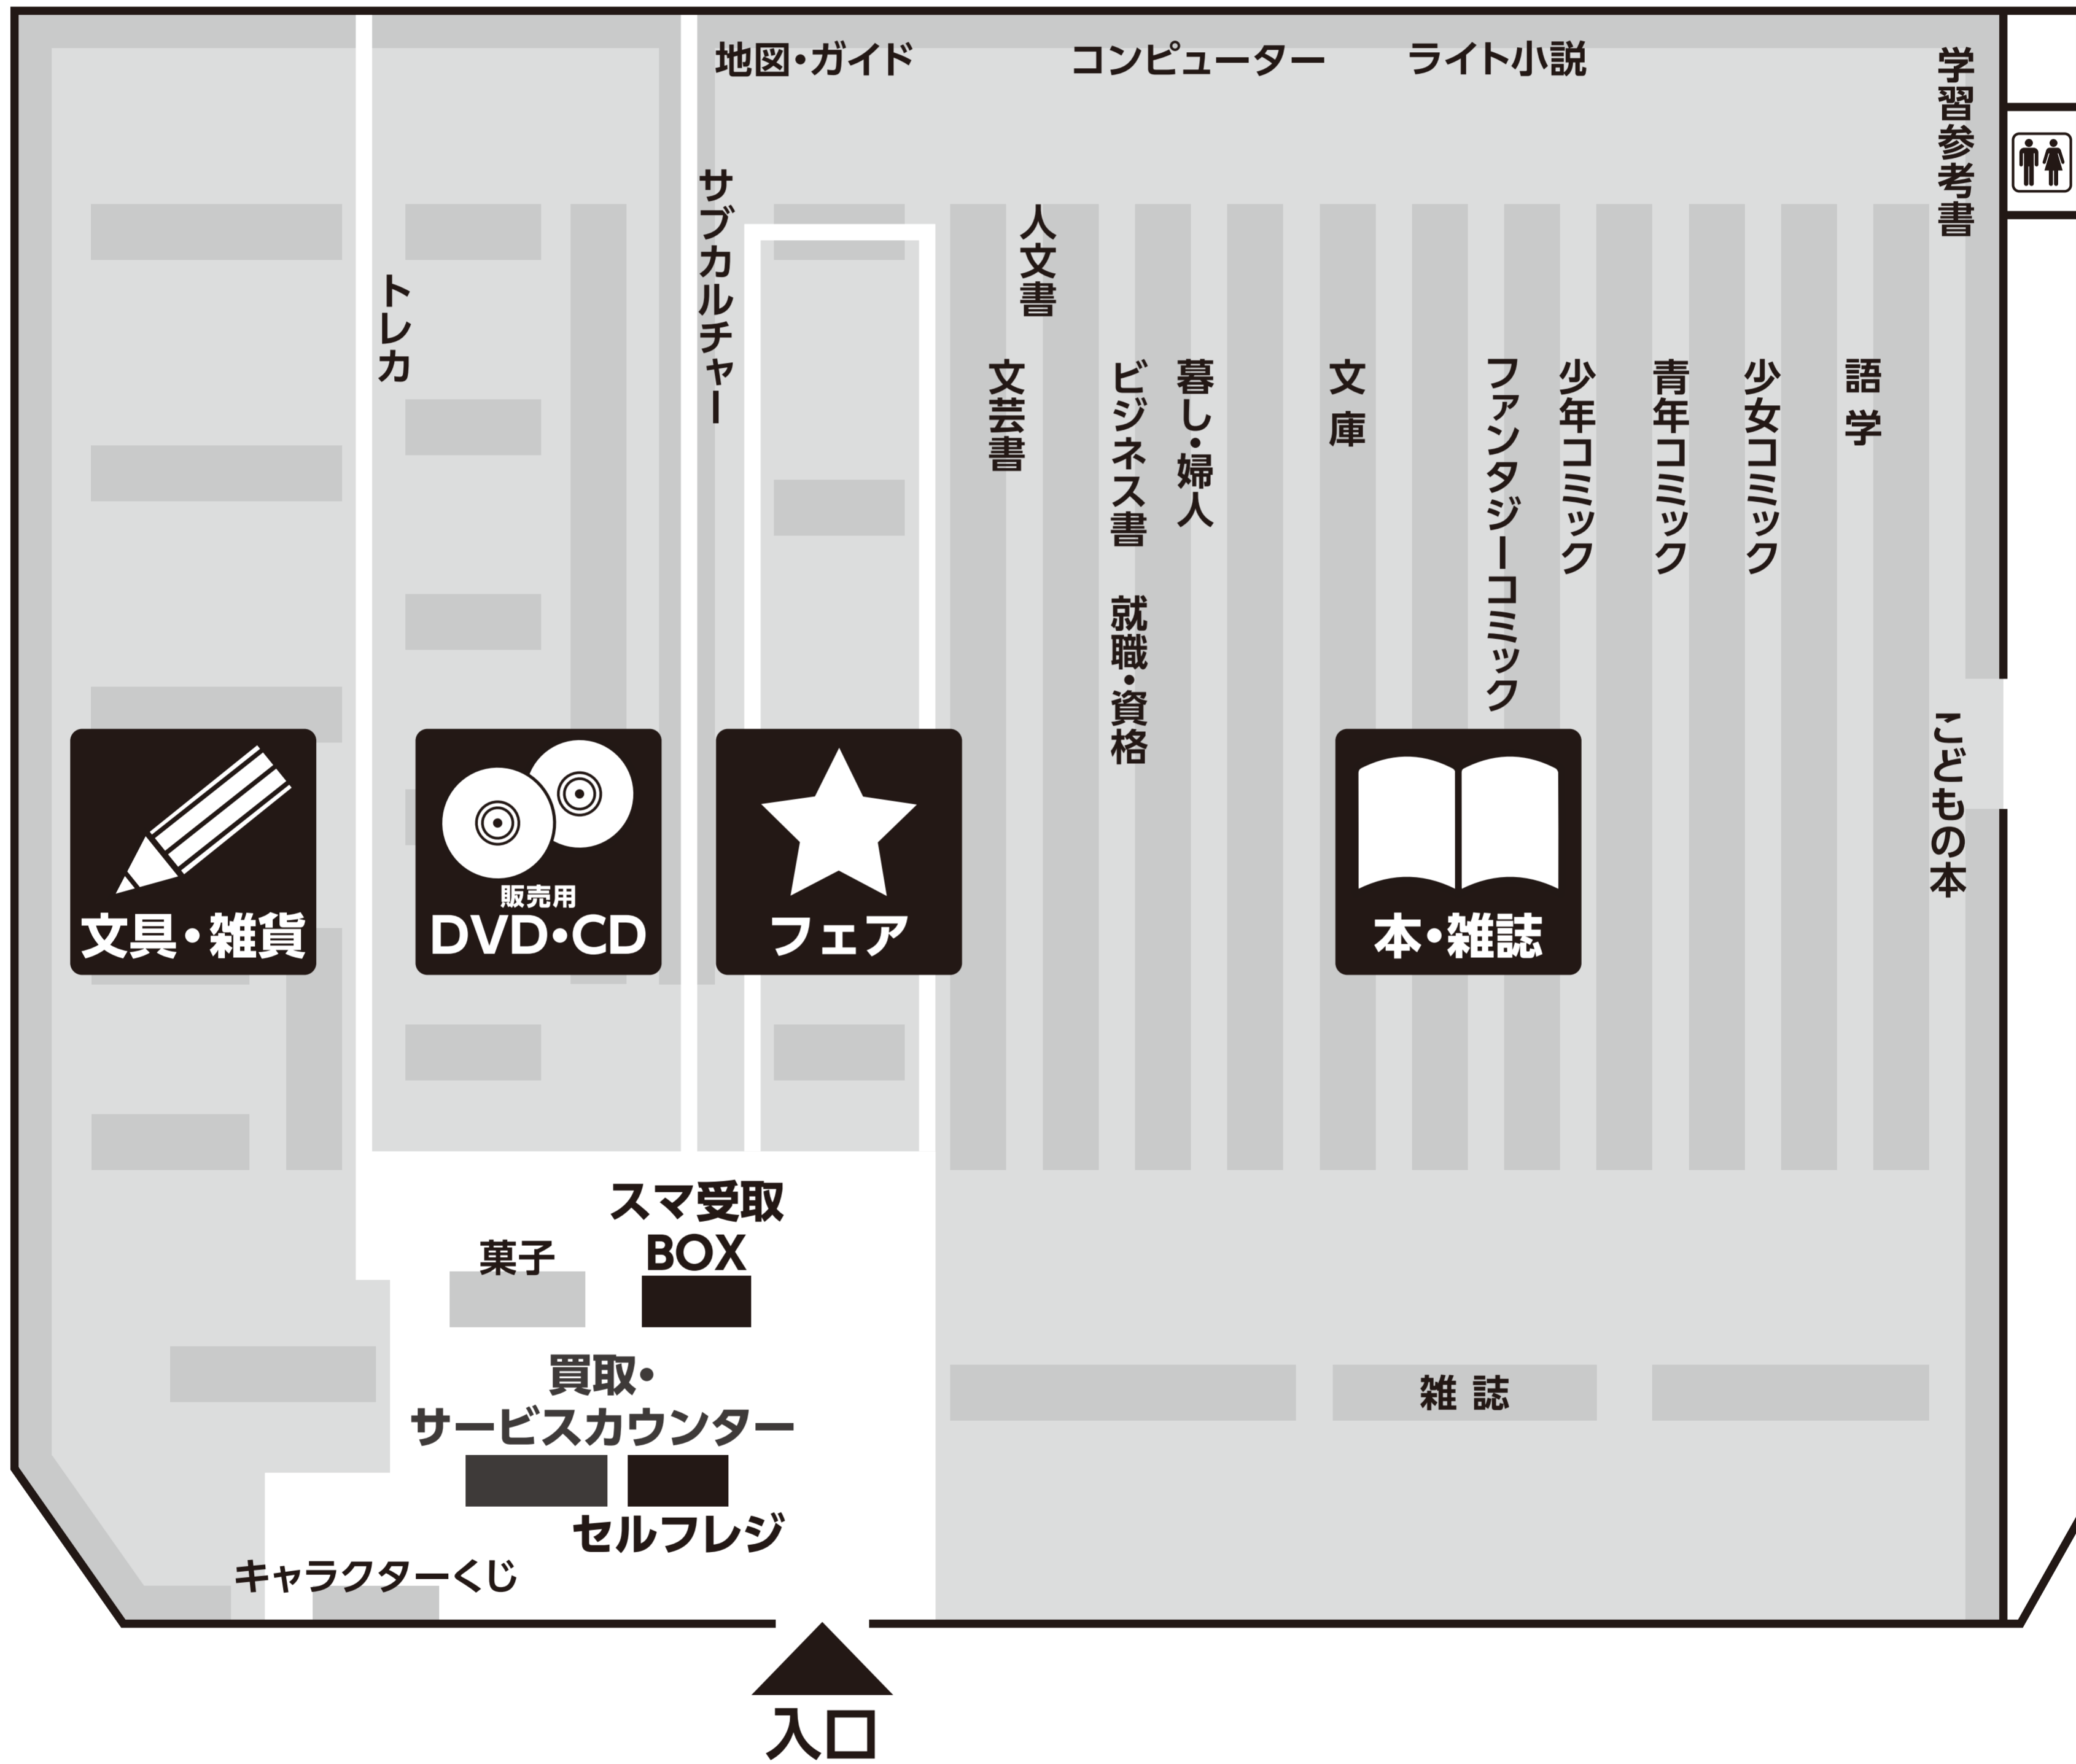 地図・ガイド
コンピューター
ライト小説
学習参考書
サブカルチャー
トレカ
人文書
文芸書
ビジネス書 就職・資格
暮し・婦人
文庫
ファンタジーコミック
少年コミック
青年コミック
少女コミック
語学
こどもの本
文具・雑貨
販売用
DVD・CD
フェア
本・雑誌
スマ受取
BOX
菓子
買取・
サービスカウンター
雑誌
セルフレジ
キャラクターくじ
入口